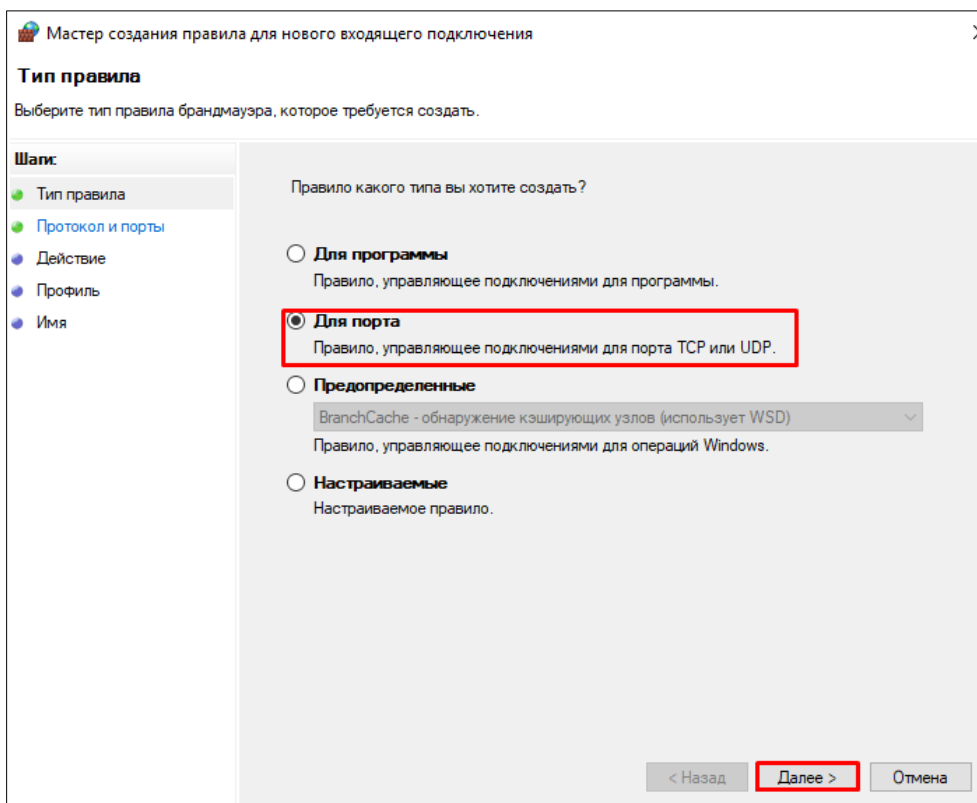 Мастер создания правила для нового входящего подключения
Тип правила
Выберите тип правила брандмауэра, которое требуется создать.
Шаги:
Тип правила
Протокол и порты
Действие
Профиль
Имя
Правило какого типа вы хотите создать?
Для программы
Правило, управляющее подключениями для программы.
Для порта
Правило, управляющее подключениями для порта TCP или UDP.
Предопределенные
BranchCache - обнаружение кэширующих узлов (использует WSD)
Правило, управляющее подключениями для операций Windows.
Настраиваемые
Настраиваемое правило.
< Назад
Далее >
Отмена